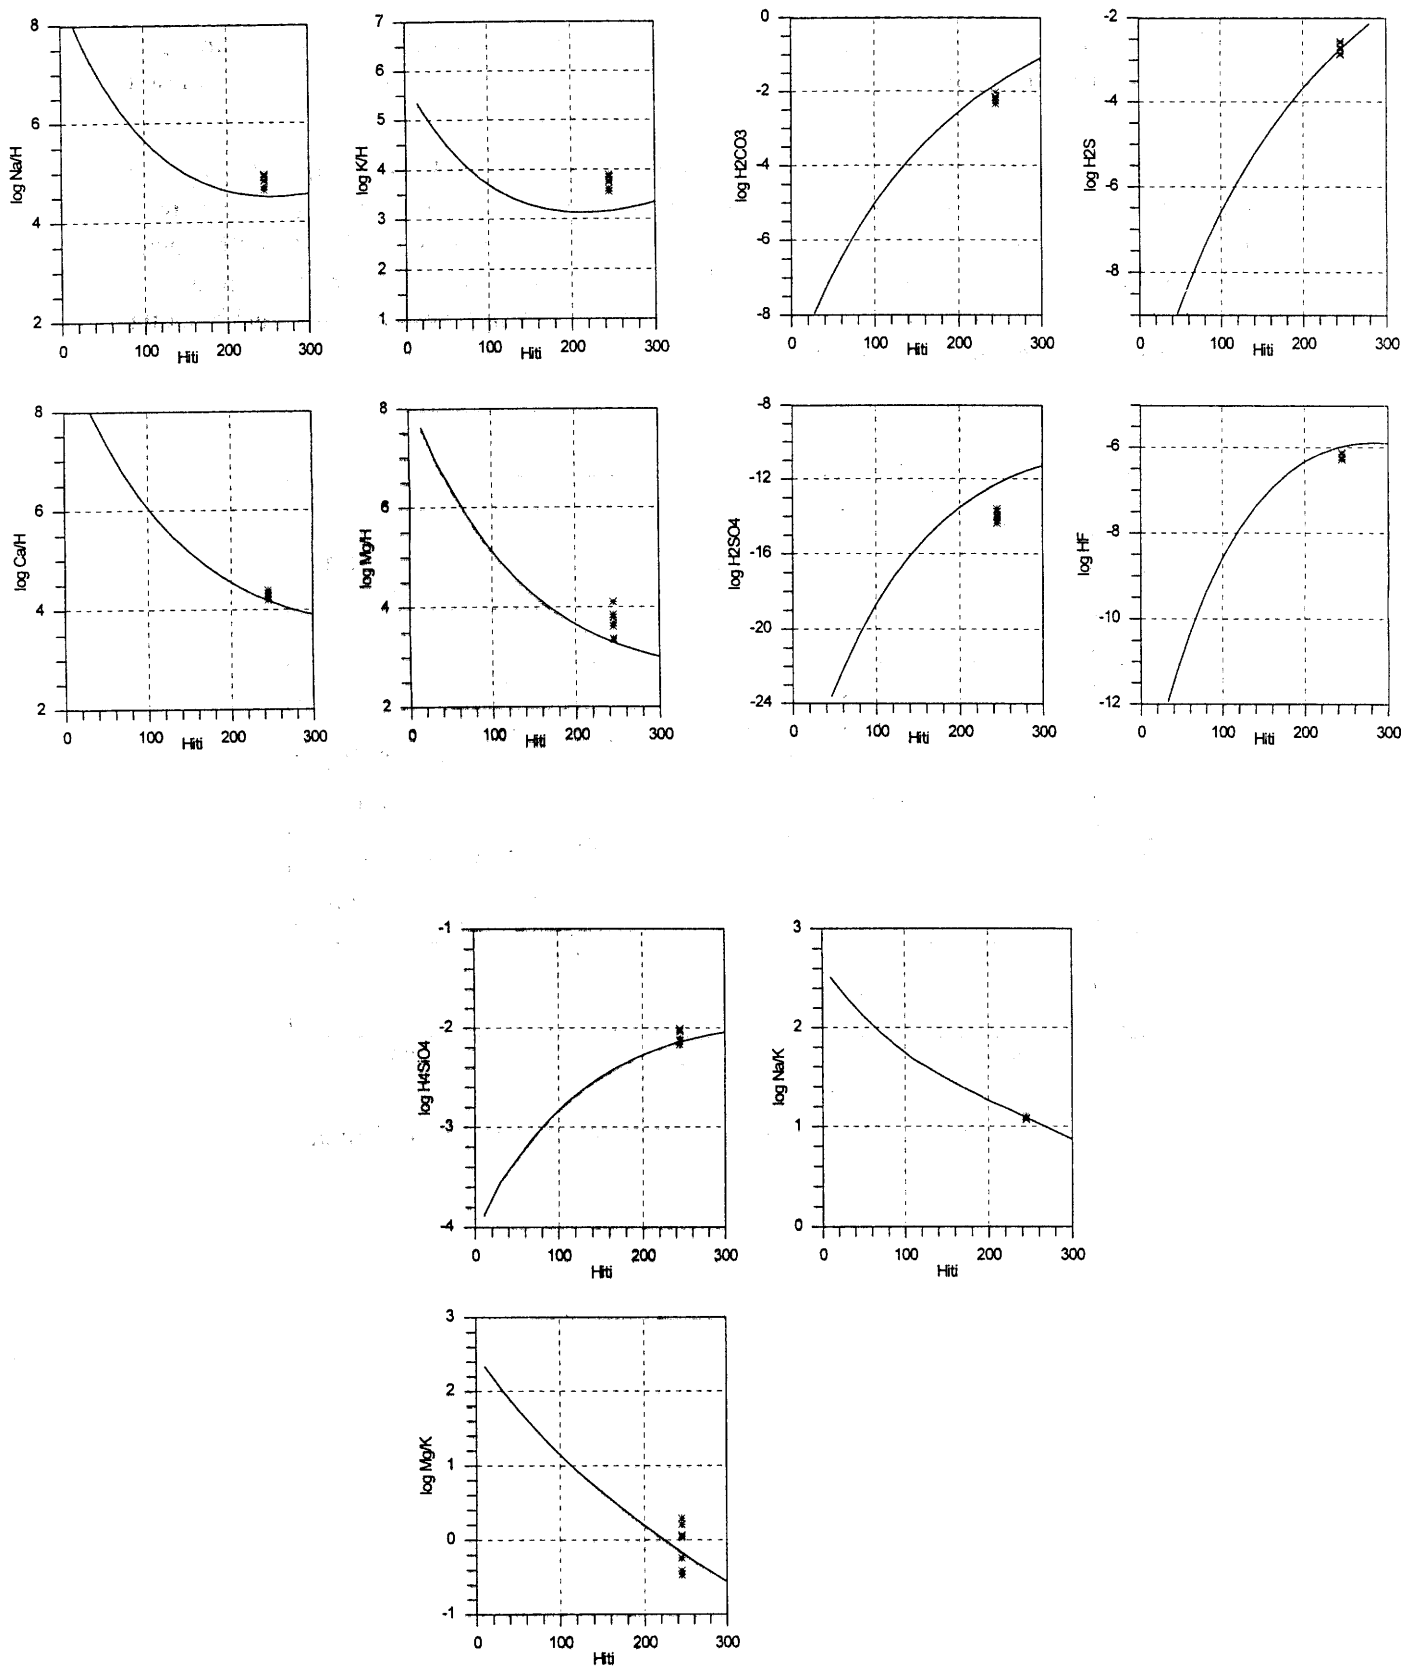 log Na/H
8
6
4
2
0 100 200 300
Hiti
log K/H
7
6
5
4
3
2
1
0 100 200 300
Hiti
log H2CO3
0
-2
-4
-6
-8
0 100 200 300
Hiti
log H2S
-2
-4
-6
-8
0 100 200 300
Hiti
log Ca/H
8
6
4
2
0 100 200 300
Hiti
log Mg/H
8
6
4
2
0 100 200 300
Hiti
log H2SO4
-8
-12
-16
-20
-24
0 100 200 300
Hiti
log HF
-6
-8
-10
-12
0 100 200 300
Hiti
log H4SiO4
-1
-2
-3
-4
0 100 200 300
Hiti
log Na/K
3
2
1
0
0 100 200 300
Hiti
log Mg/K
3
2
1
0
-1
0 100 200 300
Hiti